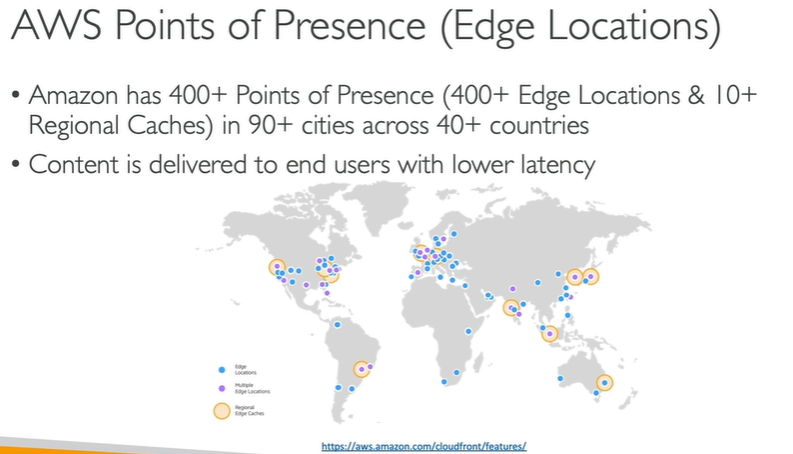 AWS Points of Presence (Edge Locations)
• Amazon has 400+ Points of Presence (400+ Edge Locations & 10+
Regional Caches) in 90+ cities across 40+ countries
• Content is delivered to end users with lower latency
Edge
Locations
Multiple
Edge Locations
Regional
Edge Caches
https://aws.amazon.com/cloudfront/features/